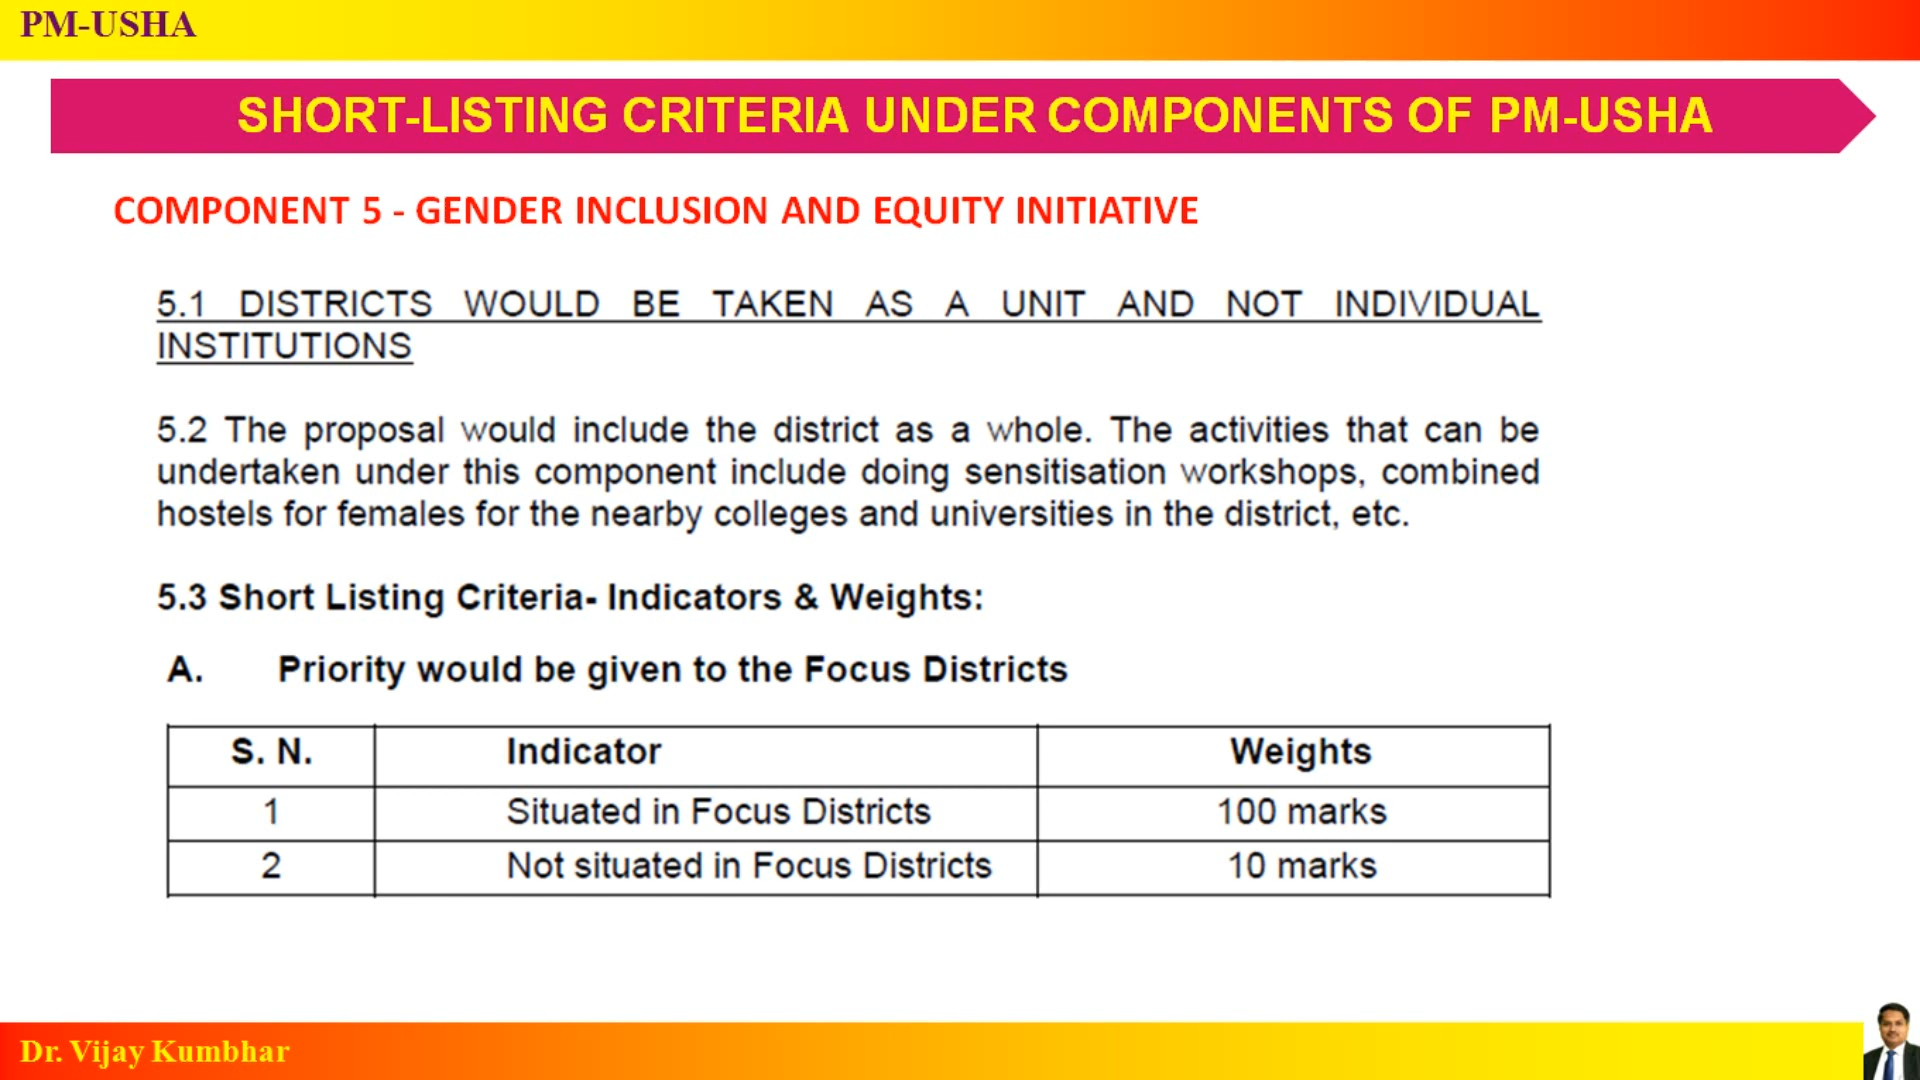 PM-USHA
SHORT-LISTING CRITERIA UNDER COMPONENTS OF PM-USHA
COMPONENT 5 - GENDER INCLUSION AND EQUITY INITIATIVE
5.1 DISTRICTS WOULD BE TAKEN AS A UNIT AND NOT INDIVIDUAL
INSTITUTIONS
5.2 The proposal would include the district as a whole. The activities that can be
undertaken under this component include doing sensitisation workshops, combined
hostels for females for the nearby colleges and universities in the district, etc.
5.3 Short Listing Criteria- Indicators & Weights:
A. Priority would be given to the Focus Districts
S. N. Indicator Weights
1 Situated in Focus Districts 100 marks
2 Not situated in Focus Districts 10 marks
Dr. Vijay Kumbhar